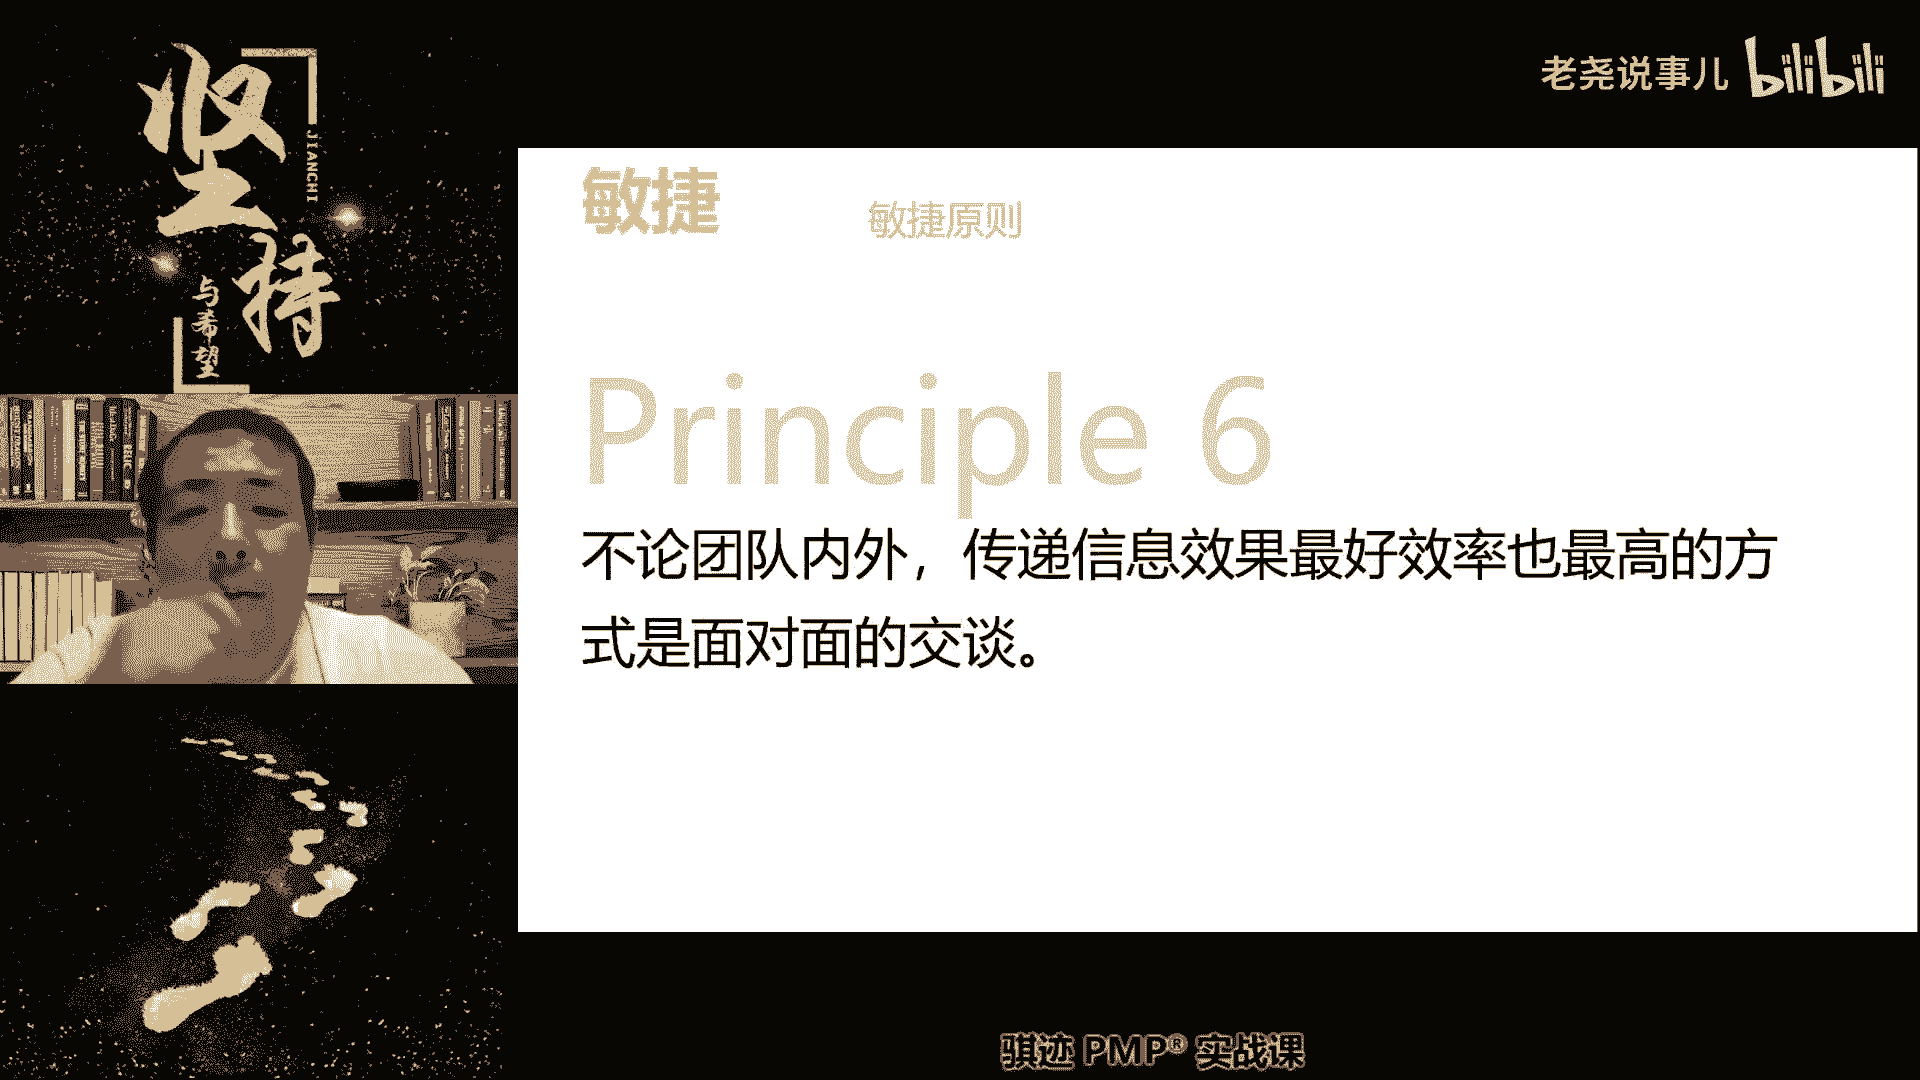 坚持
JIANCHI
与希望
老尧说事儿 bilibili
敏捷
敏捷原则
Principle 6
不论团队内外，传递信息效果最好效率也最高的方
式是面对面的交谈。
骐迹 PMP® 实战课